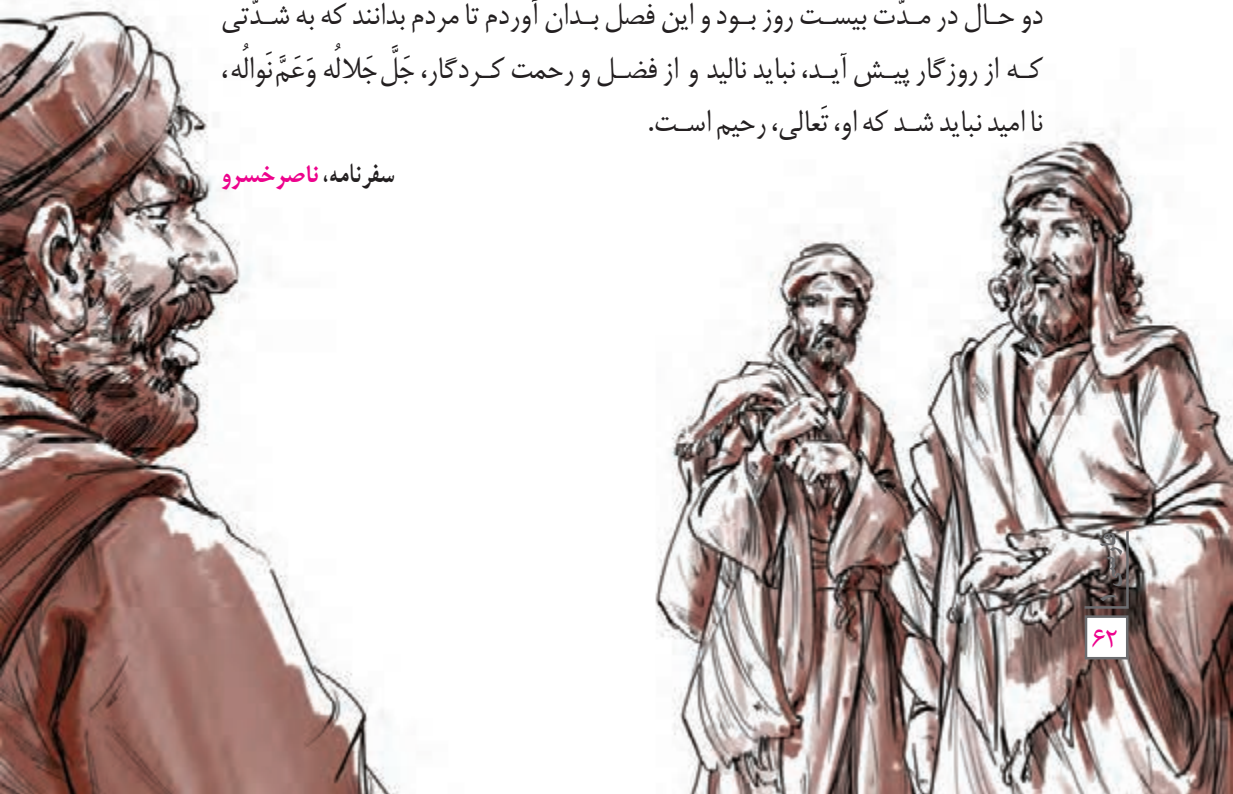 دو حال در مدّت بیست روز بود و این فصل بدان آوردم تا مردم بدانند که به شدّتی
که از روزگار پیش آید، نباید نالید و از فضل و رحمت کردگار، جَلَّ جَلالُه وَعَمَّ نَوالُه،
نا امید نباید شد که او، تَعالی، رحیم است.
سفرنامه، ناصرخسرو
۶۲